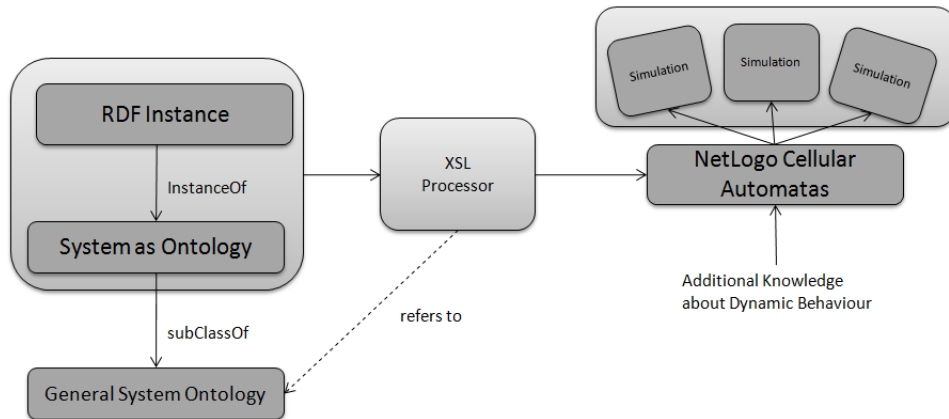 RDF Instance
InstanceOf
System as Ontology
subClassOf
General System Ontology
XSL
Processor
refers to
Simulation
Simulation
Simulation
NetLogo Cellular
Automatas
Additional Knowledge
about Dynamic Behaviour